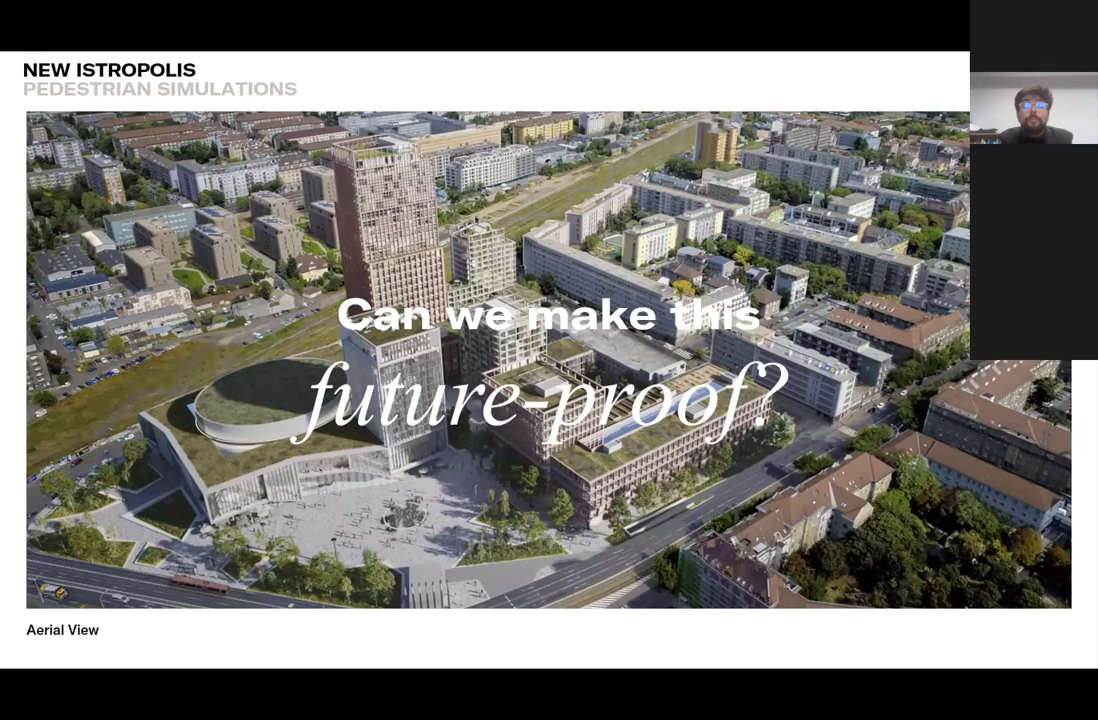 NEW ISTROPOLIS
PEDESTRIAN SIMULATIONS
Can we make this
future-proof?
Aerial View